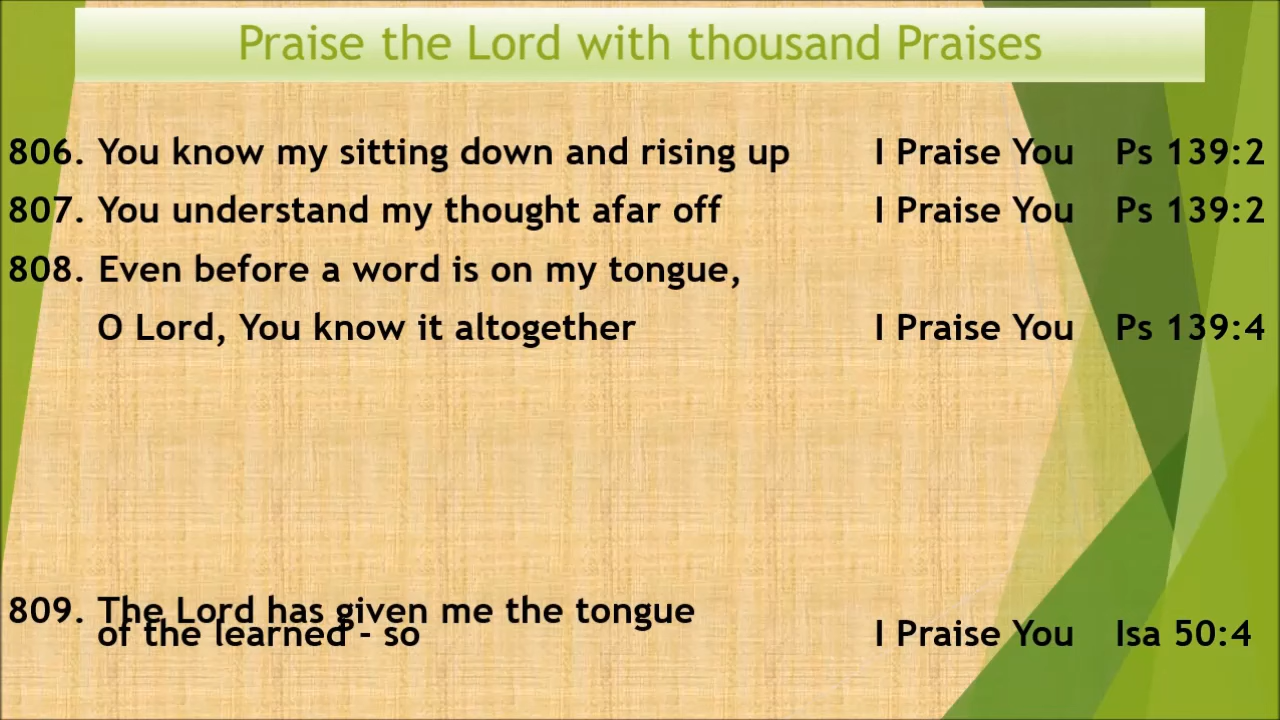 Praise the Lord with thousand Praises
806. You know my sitting down and rising up I Praise You Ps 139:2
807. You understand my thought afar off I Praise You Ps 139:2
808. Even before a word is on my tongue,
O Lord, You know it altogether I Praise You Ps 139:4
809. The Lord has given me the tongue
of the learned - so I Praise You Isa 50:4